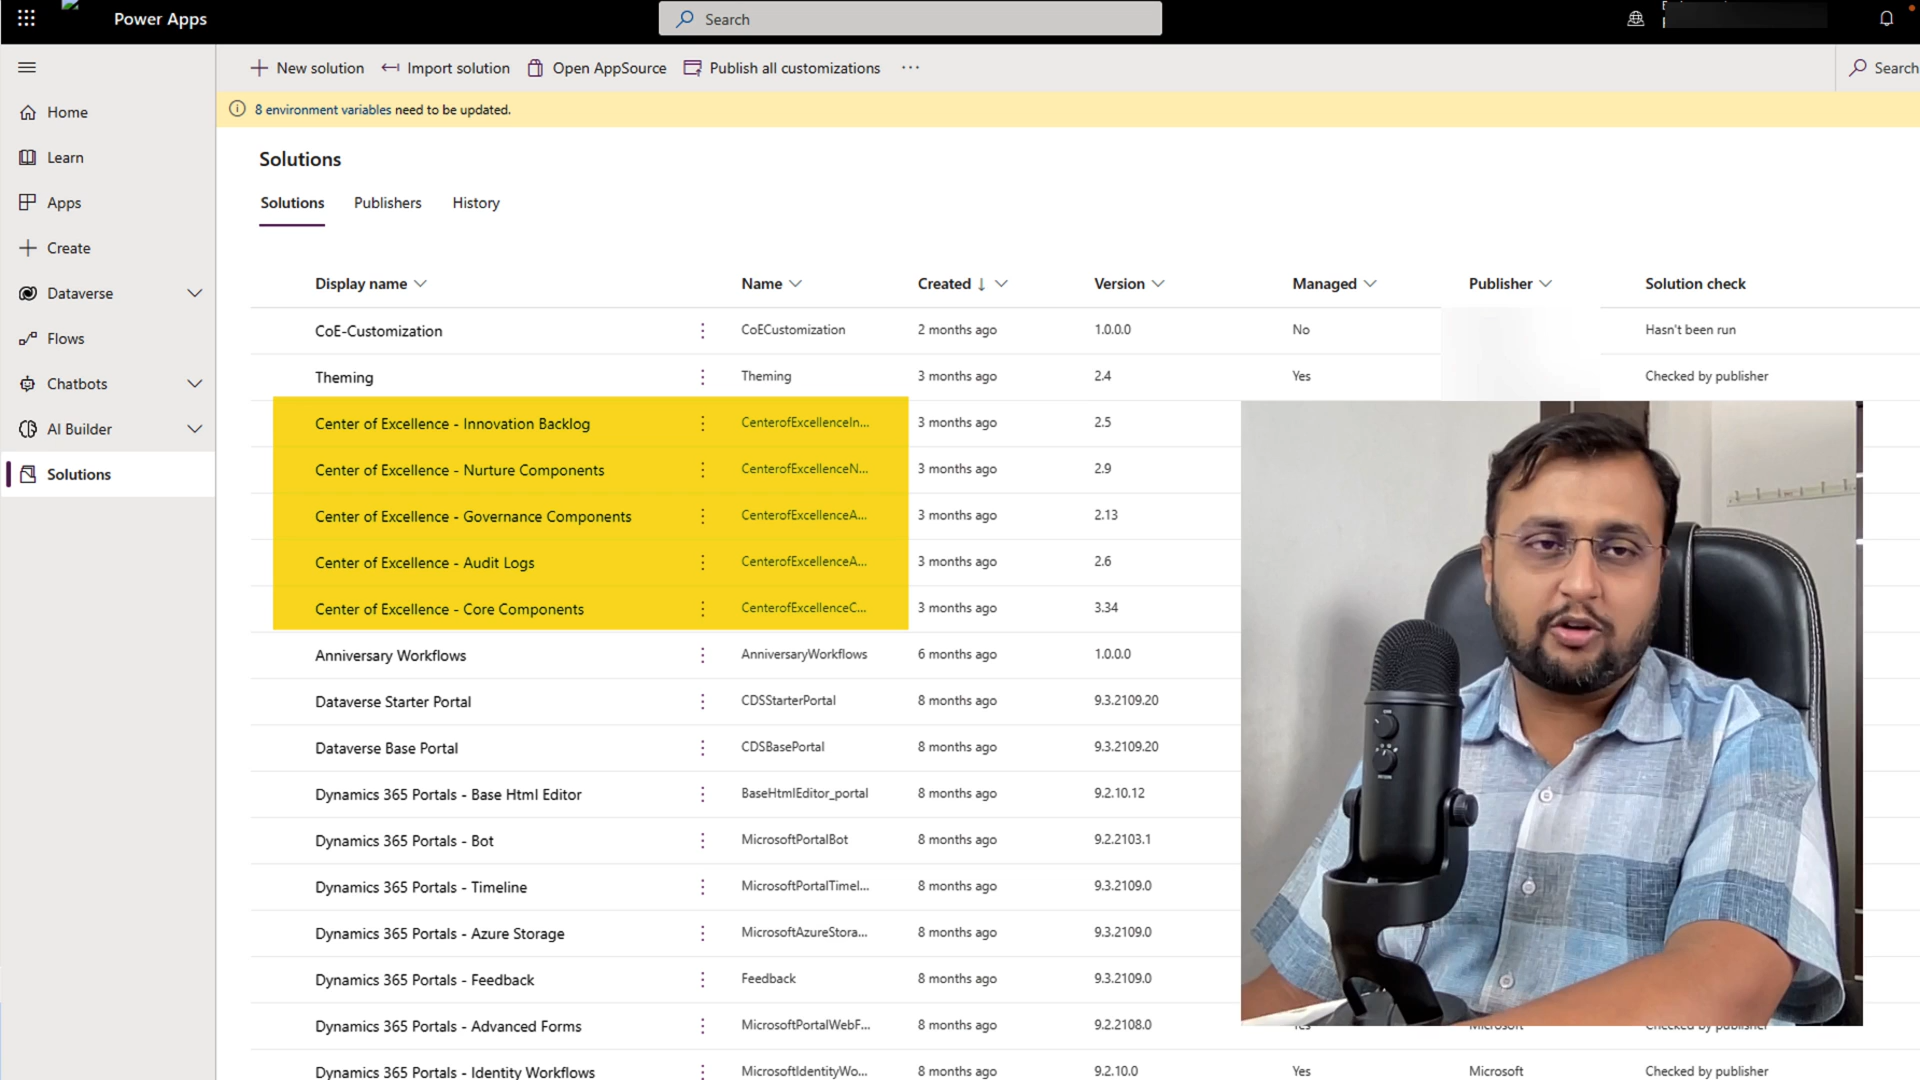 Power Apps
Search
New solution
Import solution
Open AppSource
Publish all customizations
Search
Home
Learn
Apps
Create
Dataverse
Flows
Chatbots
AI Builder
Solutions
8 environment variables need to be updated.
Solutions
Solutions Publishers History
Display name Name Created ↓ Version Managed Publisher Solution check
CoE-Customization CoECustomization 2 months ago 1.0.0.0 No Hasn't been run
Theming Theming 3 months ago 2.4 Yes Checked by publisher
Center of Excellence - Innovation Backlog CenterofExcellenceIn... 3 months ago 2.5
Center of Excellence - Nurture Components CenterofExcellenceN... 3 months ago 2.9
Center of Excellence - Governance Components CenterofExcellenceA... 3 months ago 2.13
Center of Excellence - Audit Logs CenterofExcellenceA... 3 months ago 2.6
Center of Excellence - Core Components CenterofExcellenceC... 3 months ago 3.34
Anniversary Workflows AnniversaryWorkflows 6 months ago 1.0.0.0
Dataverse Starter Portal CDSStarterPortal 8 months ago 9.3.2109.20
Dataverse Base Portal CDSBasePortal 8 months ago 9.3.2109.20
Dynamics 365 Portals - Base Html Editor BaseHtmlEditor_portal 8 months ago 9.2.10.12
Dynamics 365 Portals - Bot MicrosoftPortalBot 8 months ago 9.2.2103.1
Dynamics 365 Portals - Timeline MicrosoftPortalTimel... 8 months ago 9.3.2109.0
Dynamics 365 Portals - Azure Storage MicrosoftAzureStora... 8 months ago 9.3.2109.0
Dynamics 365 Portals - Feedback Feedback 8 months ago 9.3.2109.0
Dynamics 365 Portals - Advanced Forms MicrosoftPortalWebF... 8 months ago 9.2.2108.0 Yes Microsoft Checked by publisher
Dynamics 365 Portals - Identity Workflows MicrosoftIdentityWo... 8 months ago 9.2.10.0 Yes Microsoft Checked by publisher